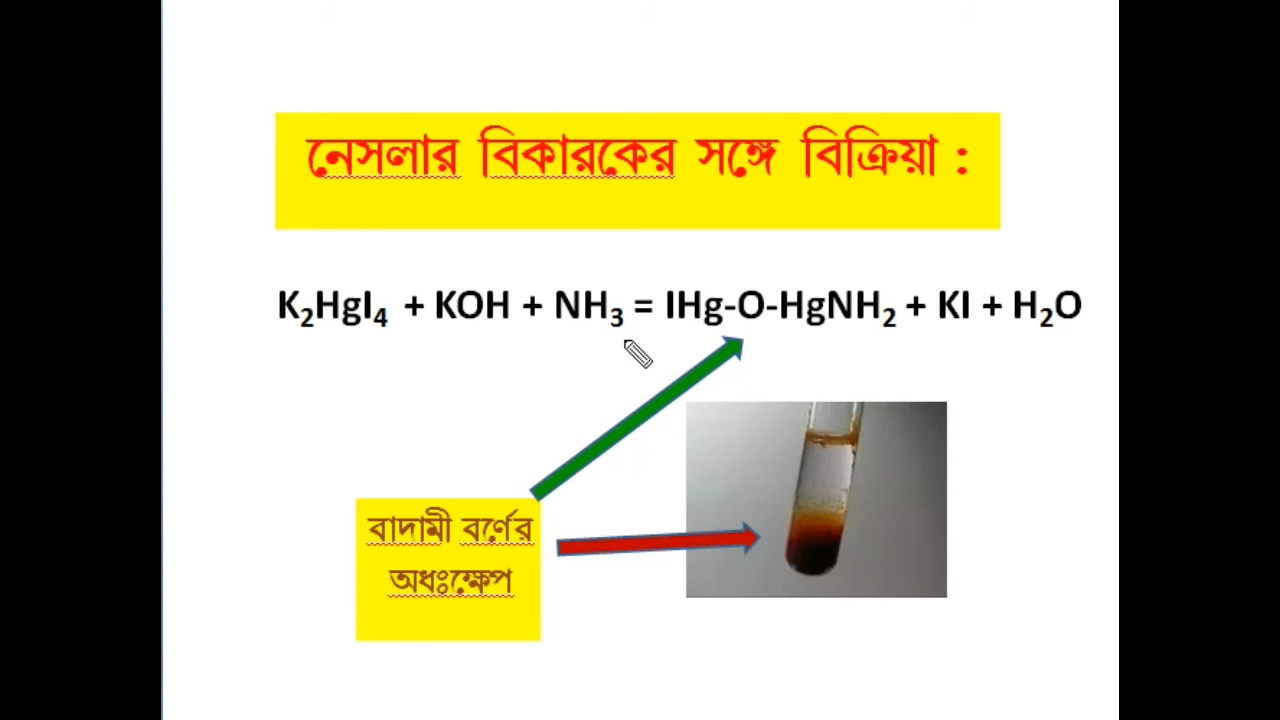 নেসলার বিকারকের সঙ্গে বিক্রিয়া :
K₂HgI₄ + KOH + NH₃ = IHg-O-HgNH₂ + KI + H₂O
বাদামী বর্ণের
অধঃক্ষেপ